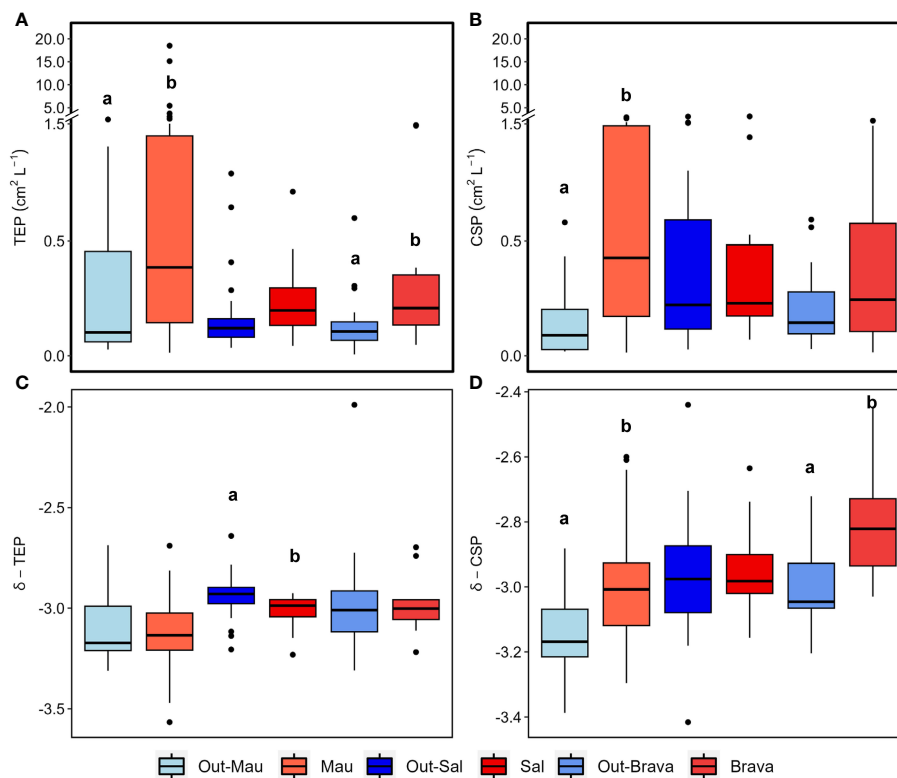 A
20.0
15.0
10.0
5.0
1.5
0.5
0.0
TEP (cm² L⁻¹)
a
b
a
b
B
20.0
15.0
10.0
5.0
1.5
0.5
0.0
CSP (cm² L⁻¹)
a
b
C
-2.0
-2.5
-3.0
-3.5
δ – TEP
a
b
D
-2.4
-2.6
-2.8
-3.0
-3.2
-3.4
δ – CSP
a
b
a
b
Out-Mau Mau Out-Sal Sal Out-Brava Brava